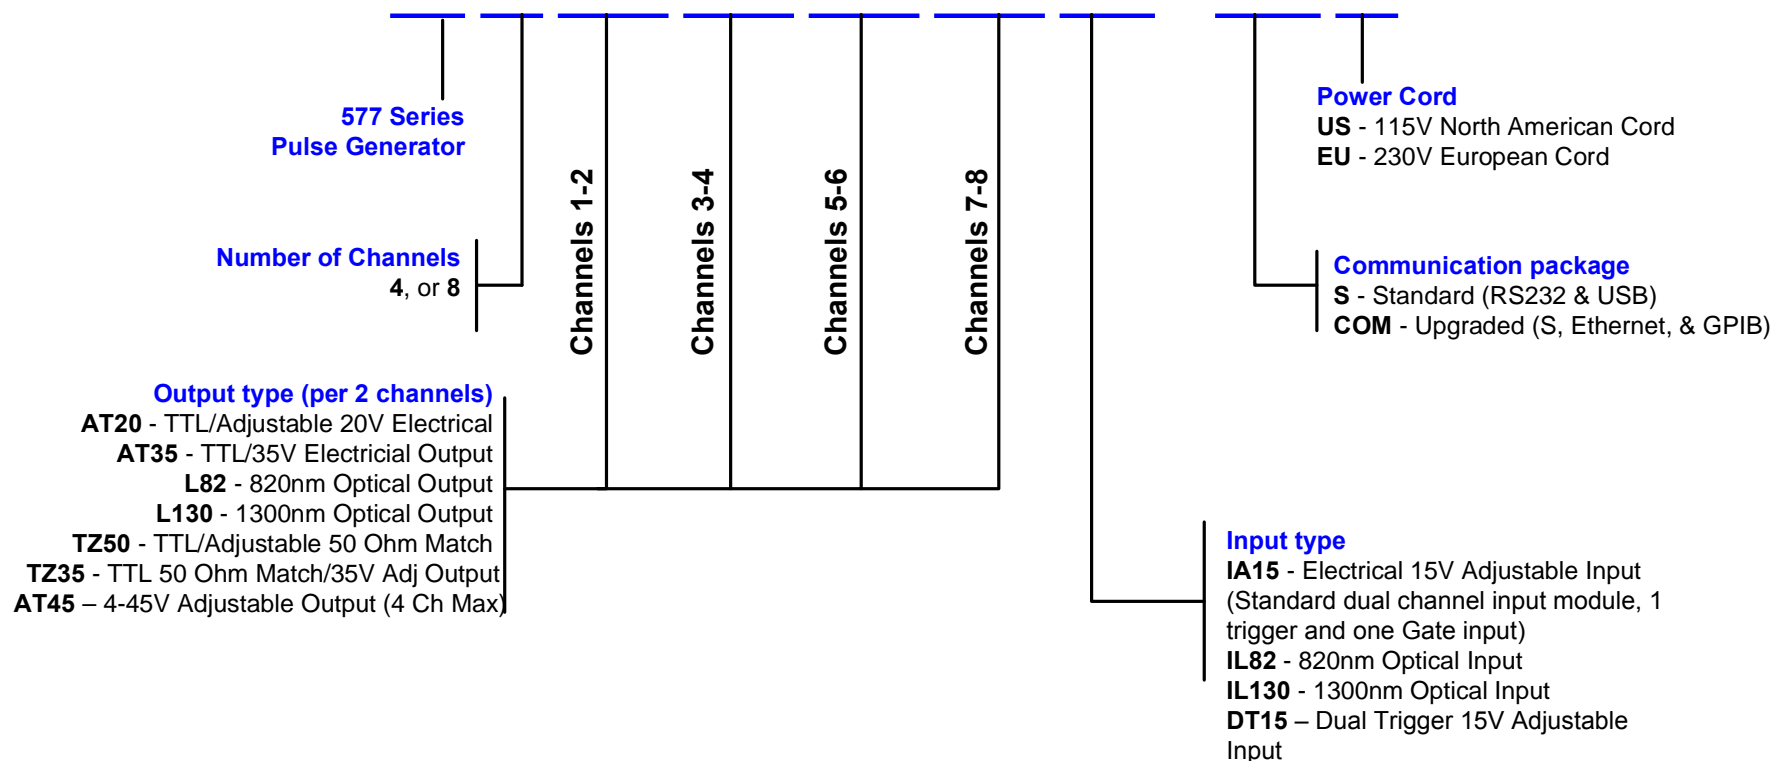 577 Series
Pulse Generator
Number of Channels
4, or 8
Output type (per 2 channels)
AT20 - TTL/Adjustable 20V Electrical
AT35 - TTL/35V Electricial Output
L82 - 820nm Optical Output
L130 - 1300nm Optical Output
TZ50 - TTL/Adjustable 50 Ohm Match
TZ35 - TTL 50 Ohm Match/35V Adj Output
AT45 – 4-45V Adjustable Output (4 Ch Max)
Channels 1-2
Channels 3-4
Channels 5-6
Channels 7-8
Power Cord
US - 115V North American Cord
EU - 230V European Cord
Communication package
S - Standard (RS232 & USB)
COM - Upgraded (S, Ethernet, & GPIB)
Input type
IA15 - Electrical 15V Adjustable Input
(Standard dual channel input module, 1
trigger and one Gate input)
IL82 - 820nm Optical Input
IL130 - 1300nm Optical Input
DT15 – Dual Trigger 15V Adjustable
Input